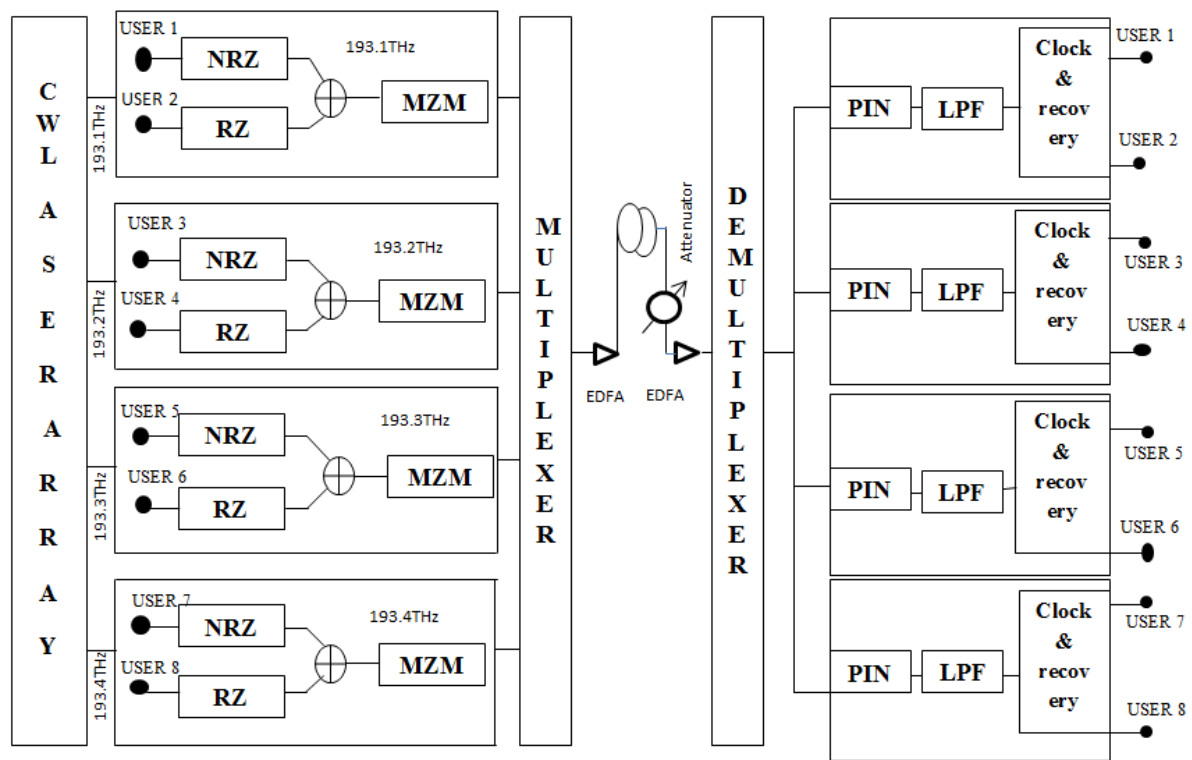 CWLASER ARRAY
193.1THz
193.2THz
193.3THz
193.4THz
USER 1
NRZ
193.1THz
USER 2
RZ
MZM
USER 3
NRZ
193.2THz
USER 4
RZ
MZM
USER 5
NRZ
193.3THz
USER 6
RZ
MZM
USER 7
NRZ
193.4THz
USER 8
RZ
MZM
MULTIPLEXER
EDFA
Attenuator
EDFA
DEMULTIPLEXER
PIN
LPF
Clock
&
recov
ery
USER 1
USER 2
PIN
LPF
Clock
&
recov
ery
USER 3
USER 4
PIN
LPF
Clock
&
recov
ery
USER 5
USER 6
PIN
LPF
Clock
&
recov
ery
USER 7
USER 8